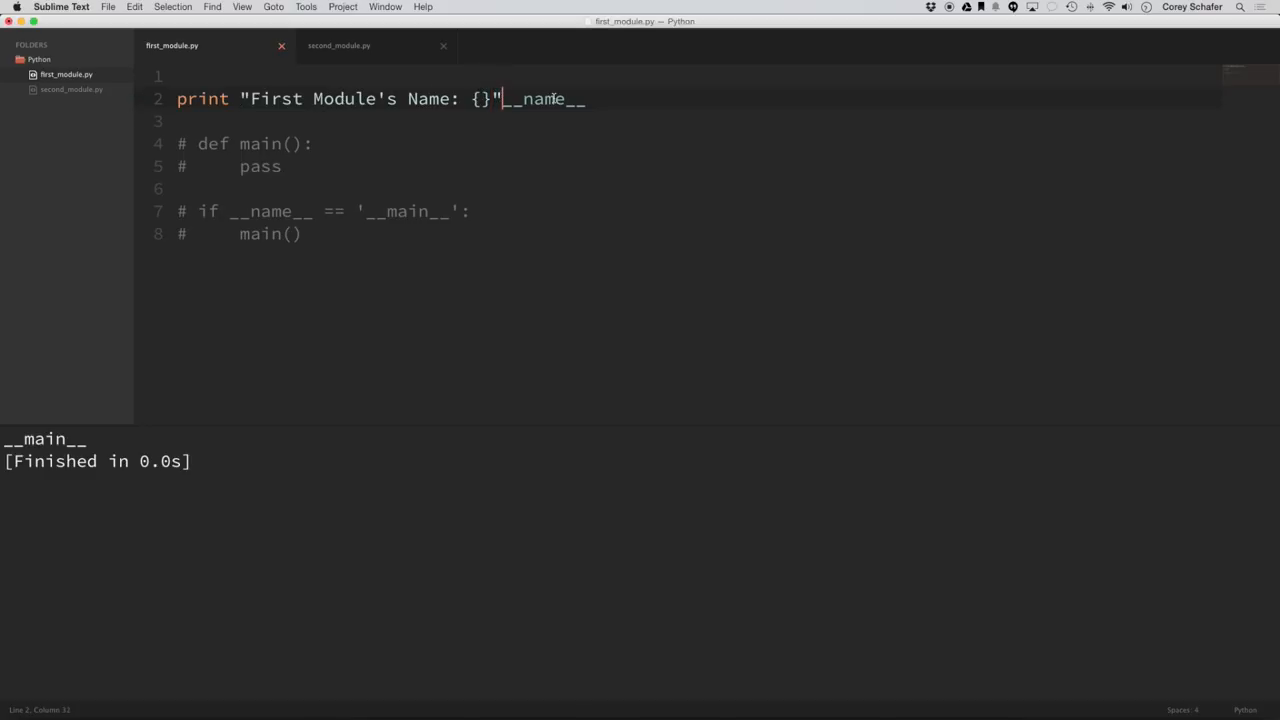 Sublime Text File Edit Selection Find View Goto Tools Project Window Help Corey Schafer
first_module.py — Python
FOLDERS
Python
first_module.py
second_module.py
first_module.py second_module.py
1
2 print "First Module's Name: {}"__name__
3
4 # def main():
5 #     pass
6
7 # if __name__ == '__main__':
8 #     main()
__main__
[Finished in 0.0s]
Line 2, Column 32 Spaces: 4 Python